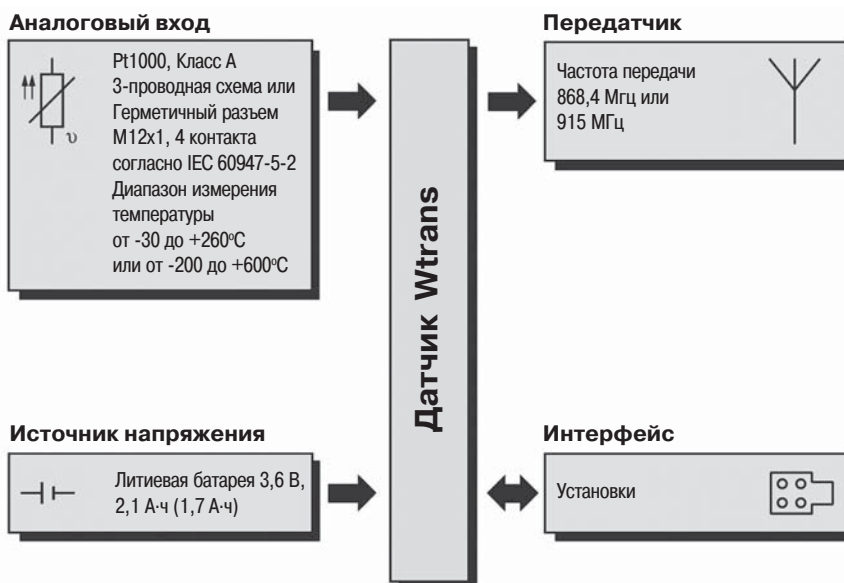 Аналоговый вход
Pt1000, Класс А
3-проводная схема или
Герметичный разъем
M12x1, 4 контакта
согласно IEC 60947-5-2
Диапазон измерения
температуры
от -30 до +260ºС
или от -200 до +600ºС
υ
Датчик Wtrans
Передатчик
Частота передачи
868,4 Мгц или
915 МГц
Источник напряжения
Литиевая батарея 3,6 В,
2,1 А·ч (1,7 А·ч)
Интерфейс
Установки